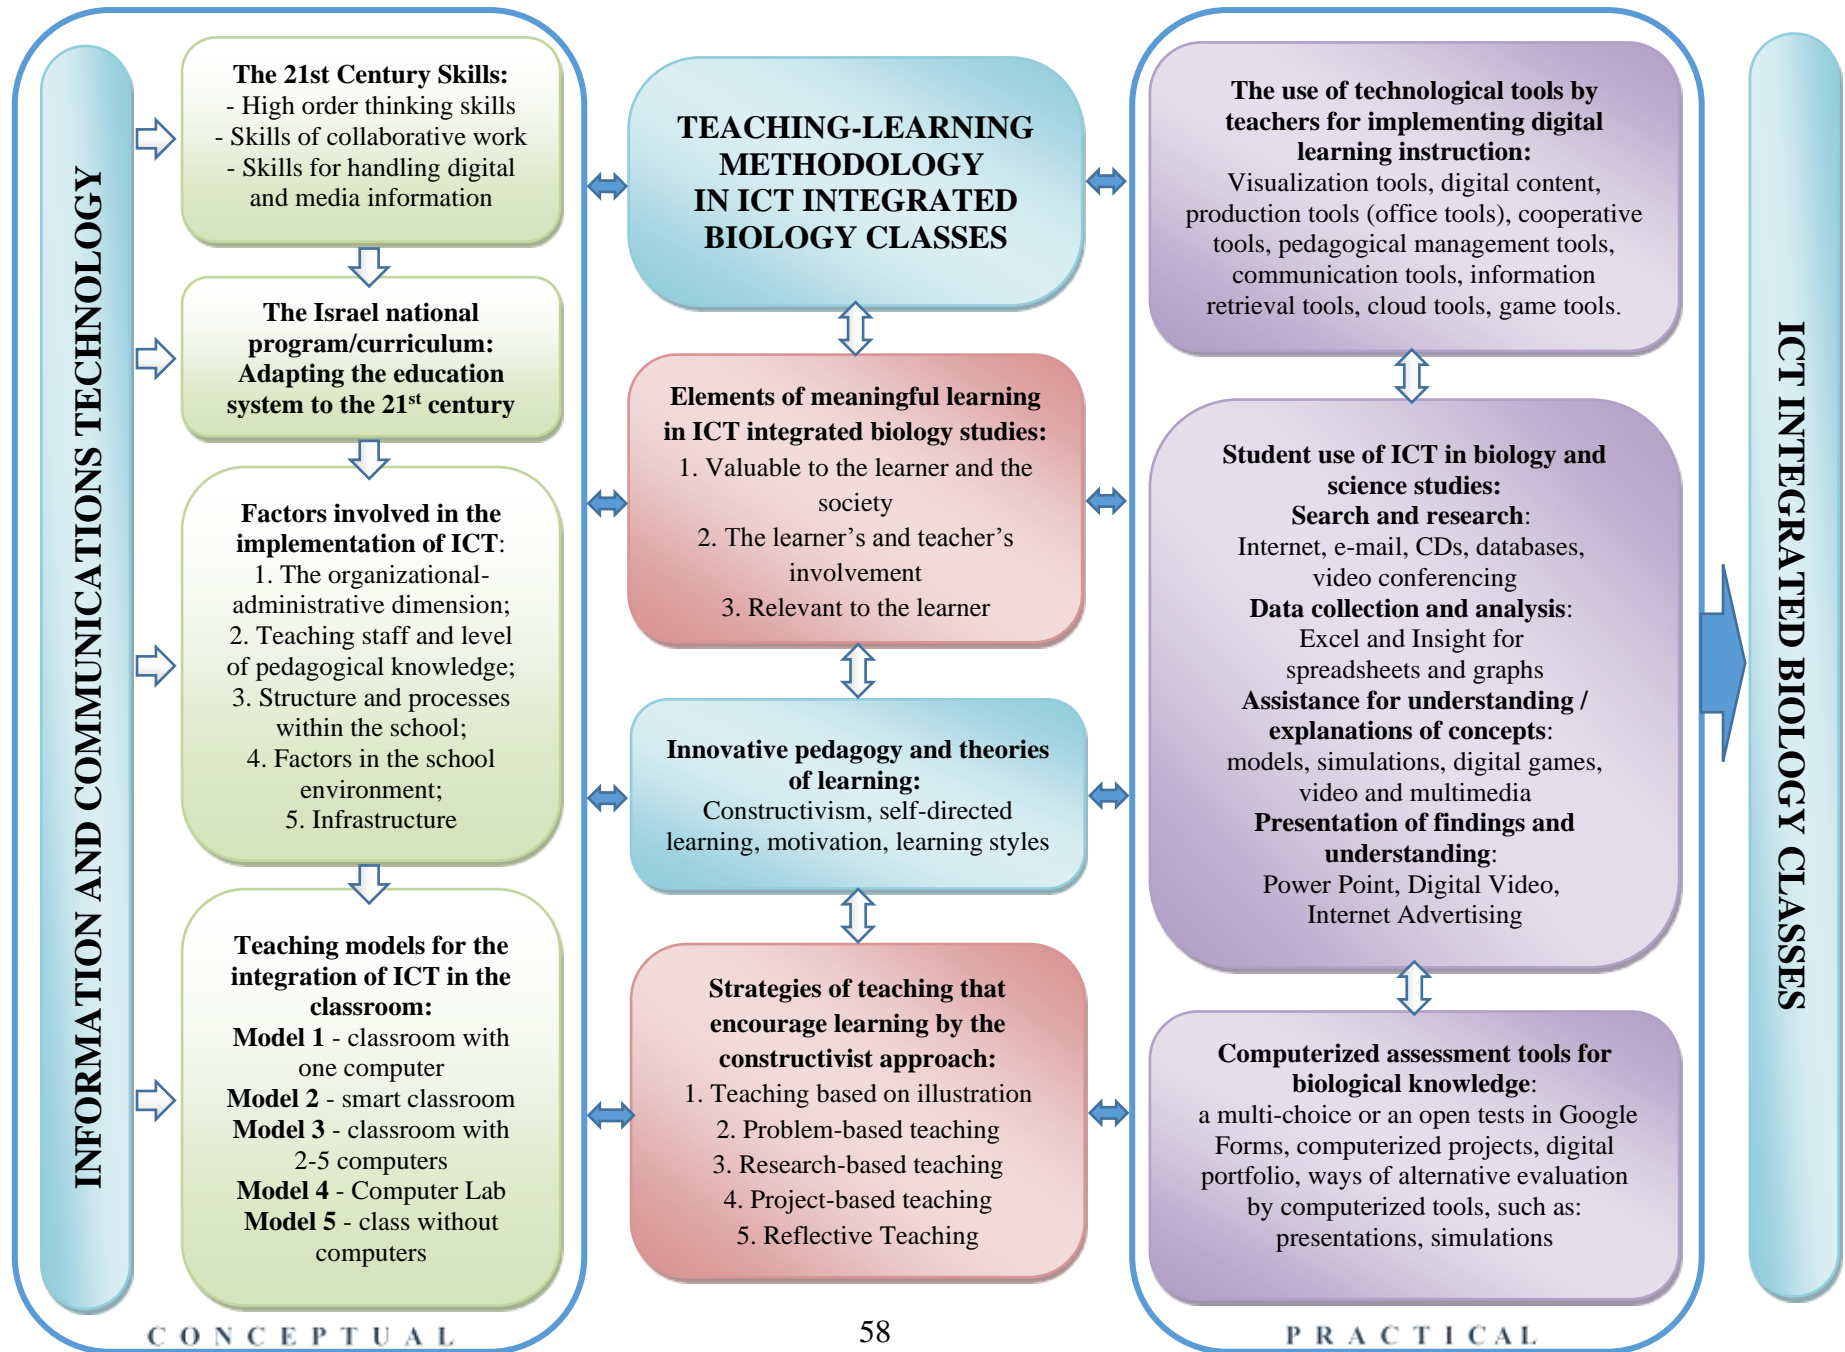 INFORMATION AND COMMUNICATIONS TECHNOLOGY
The 21st Century Skills:
- High order thinking skills
- Skills of collaborative work
- Skills for handling digital
and media information
The Israel national
program/curriculum:
Adapting the education
system to the 21st century
Factors involved in the
implementation of ICT:
1. The organizational-
administrative dimension;
2. Teaching staff and level
of pedagogical knowledge;
3. Structure and processes
within the school;
4. Factors in the school
environment;
5. Infrastructure
Teaching models for the
integration of ICT in the
classroom:
Model 1 - classroom with
one computer
Model 2 - smart classroom
Model 3 - classroom with
2-5 computers
Model 4 - Computer Lab
Model 5 - class without
computers
CONCEPTUAL
TEACHING-LEARNING
METHODOLOGY
IN ICT INTEGRATED
BIOLOGY CLASSES
Elements of meaningful learning
in ICT integrated biology studies:
1. Valuable to the learner and the
society
2. The learner’s and teacher’s
involvement
3. Relevant to the learner
Innovative pedagogy and theories
of learning:
Constructivism, self-directed
learning, motivation, learning styles
Strategies of teaching that
encourage learning by the
constructivist approach:
1. Teaching based on illustration
2. Problem-based teaching
3. Research-based teaching
4. Project-based teaching
5. Reflective Teaching
58
The use of technological tools by
teachers for implementing digital
learning instruction:
Visualization tools, digital content,
production tools (office tools), cooperative
tools, pedagogical management tools,
communication tools, information
retrieval tools, cloud tools, game tools.
Student use of ICT in biology and
science studies:
Search and research:
Internet, e-mail, CDs, databases,
video conferencing
Data collection and analysis:
Excel and Insight for
spreadsheets and graphs
Assistance for understanding /
explanations of concepts:
models, simulations, digital games,
video and multimedia
Presentation of findings and
understanding:
Power Point, Digital Video,
Internet Advertising
Computerized assessment tools for
biological knowledge:
a multi-choice or an open tests in Google
Forms, computerized projects, digital
portfolio, ways of alternative evaluation
by computerized tools, such as:
presentations, simulations
PRACTICAL
ICT INTEGRATED BIOLOGY CLASSES